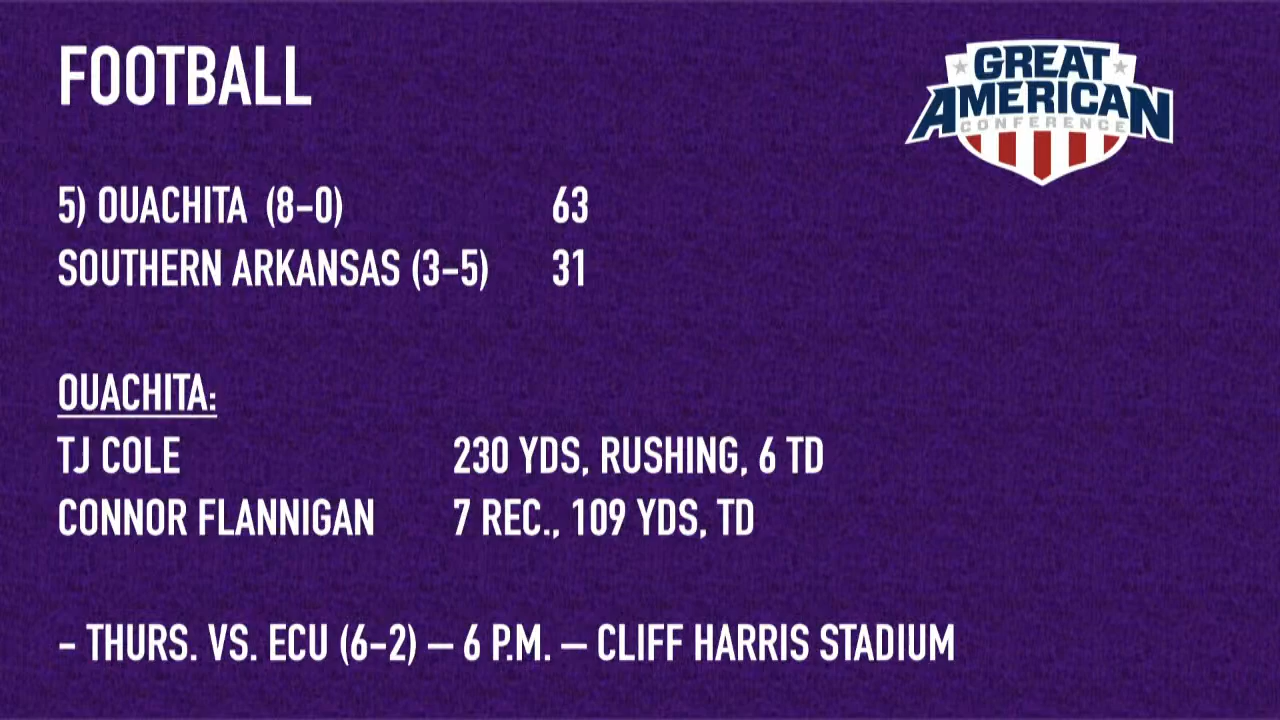 FOOTBALL
GREAT
AMERICAN
CONFERENCE
5) OUACHITA (8-0) 63
SOUTHERN ARKANSAS (3-5) 31
OUACHITA:
TJ COLE 230 YDS, RUSHING, 6 TD
CONNOR FLANNIGAN 7 REC., 109 YDS, TD
- THURS. VS. ECU (6-2) – 6 P.M. – CLIFF HARRIS STADIUM